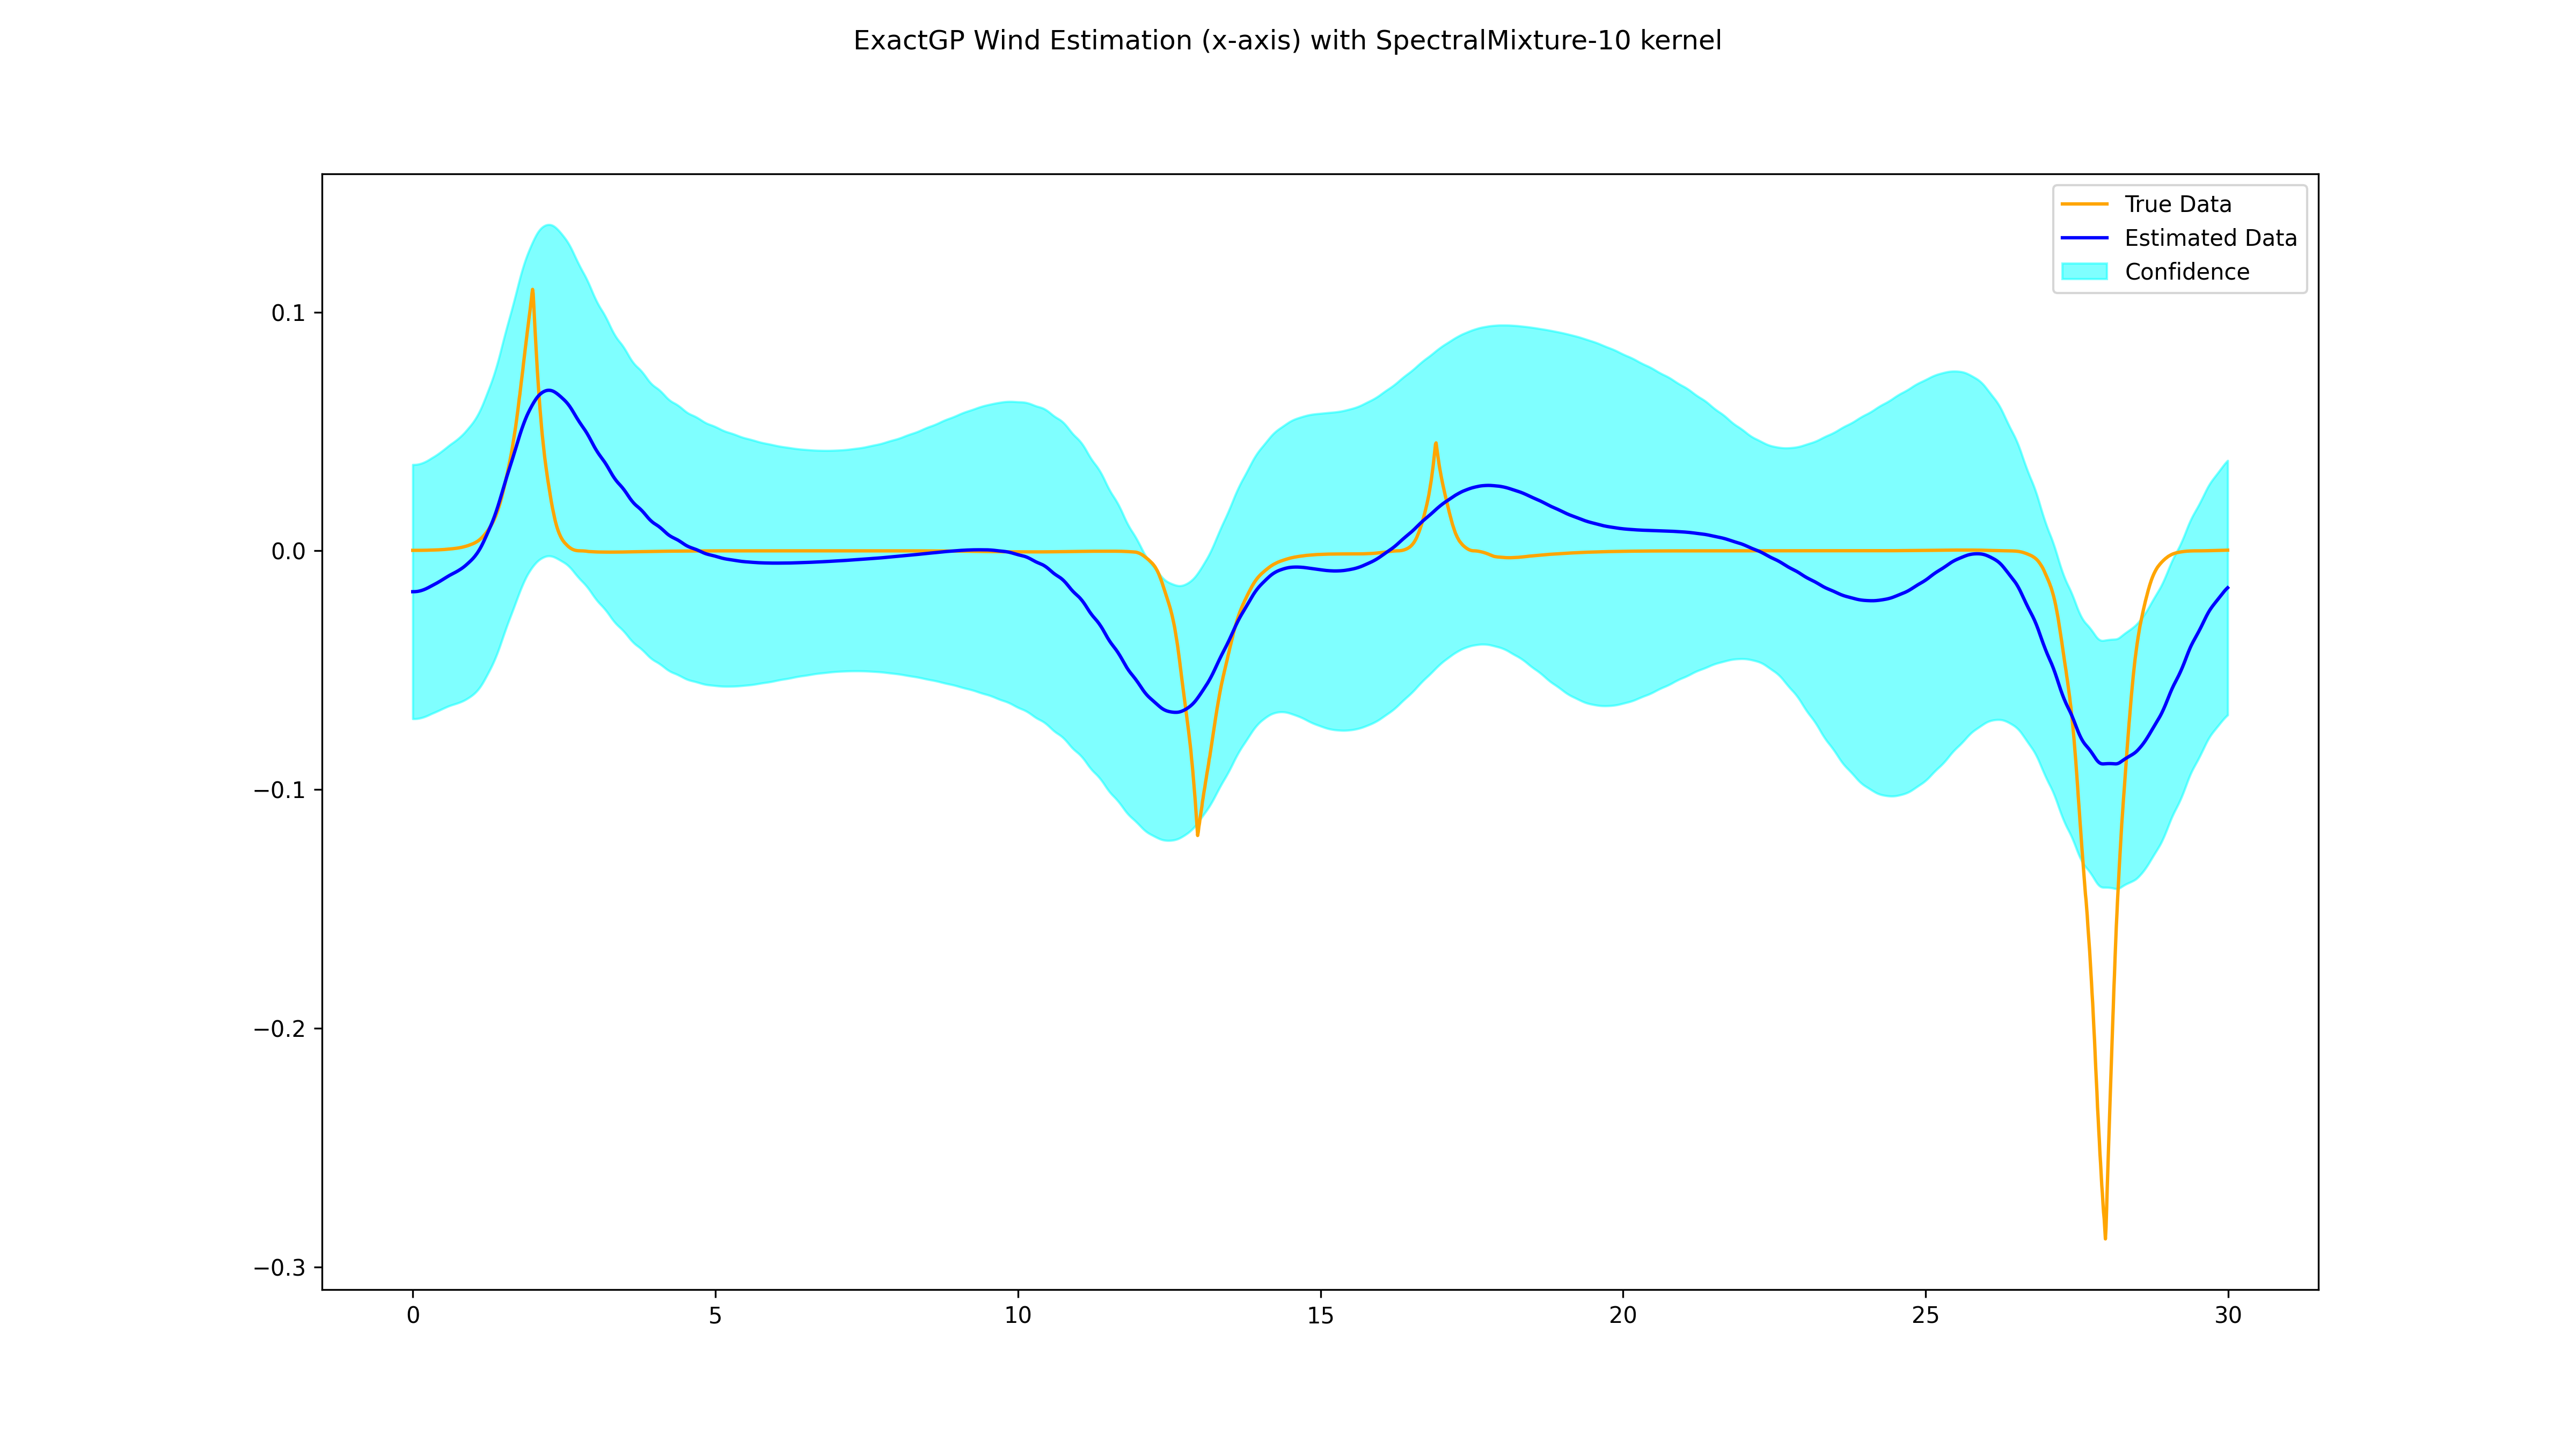 ExactGP Wind Estimation (x-axis) with SpectralMixture-10 kernel
True Data
Estimated Data
Confidence
0.1
0.0
−0.1
−0.2
−0.3
0 5 10 15 20 25 30